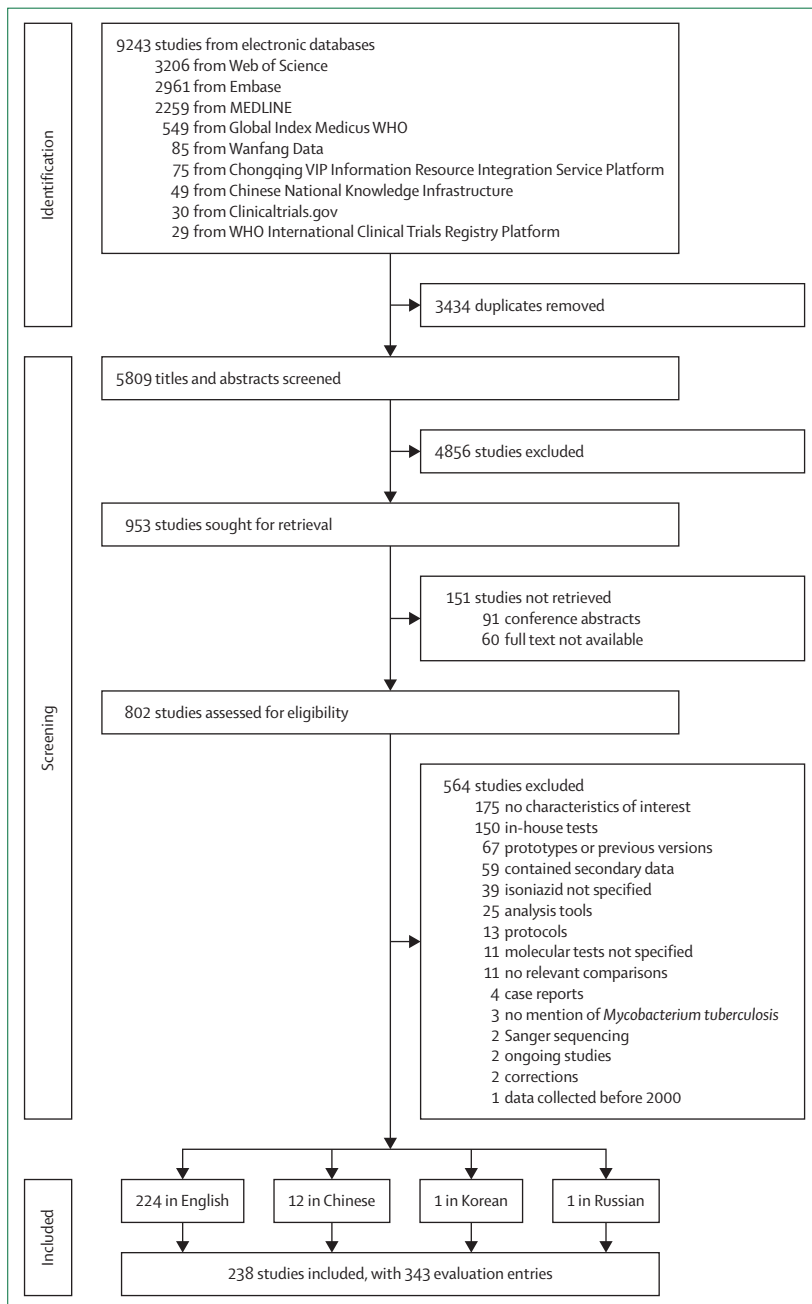 Identification
9243 studies from electronic databases
3206 from Web of Science
2961 from Embase
2259 from MEDLINE
549 from Global Index Medicus WHO
85 from Wanfang Data
75 from Chongqing VIP Information Resource Integration Service Platform
49 from Chinese National Knowledge Infrastructure
30 from Clinicaltrials.gov
29 from WHO International Clinical Trials Registry Platform
3434 duplicates removed
Screening
5809 titles and abstracts screened
4856 studies excluded
953 studies sought for retrieval
151 studies not retrieved
91 conference abstracts
60 full text not available
802 studies assessed for eligibility
564 studies excluded
175 no characteristics of interest
150 in-house tests
67 prototypes or previous versions
59 contained secondary data
39 isoniazid not specified
25 analysis tools
13 protocols
11 molecular tests not specified
11 no relevant comparisons
4 case reports
3 no mention of Mycobacterium tuberculosis
2 Sanger sequencing
2 ongoing studies
2 corrections
1 data collected before 2000
Included
224 in English
12 in Chinese
1 in Korean
1 in Russian
238 studies included, with 343 evaluation entries